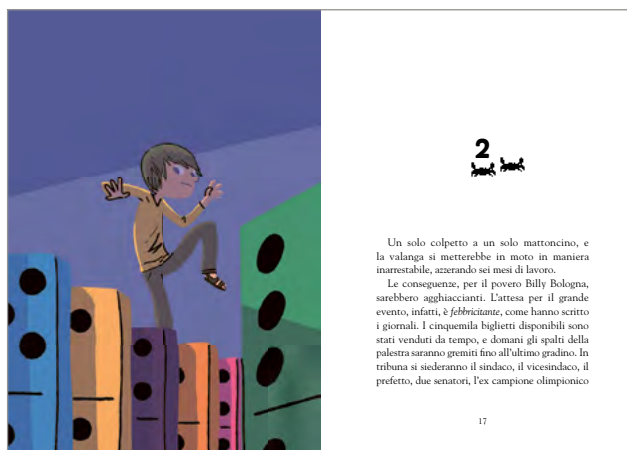 2
Un solo colpetto a un solo mattoncino, e
la valanga si metterebbe in moto in maniera
inarrestabile, azzerando sei mesi di lavoro.
Le conseguenze, per il povero Billy Bologna,
sarebbero agghiaccianti. L'attesa per il grande
evento, infatti, è febbricitante, come hanno scritto
i giornali. I cinquemila biglietti disponibili sono
stati venduti da tempo, e domani gli spalti della
palestra saranno gremiti fino all'ultimo gradino. In
tribuna si siederanno il sindaco, il vicesindaco, il
prefetto, due senatori, l'ex campione olimpionico
17